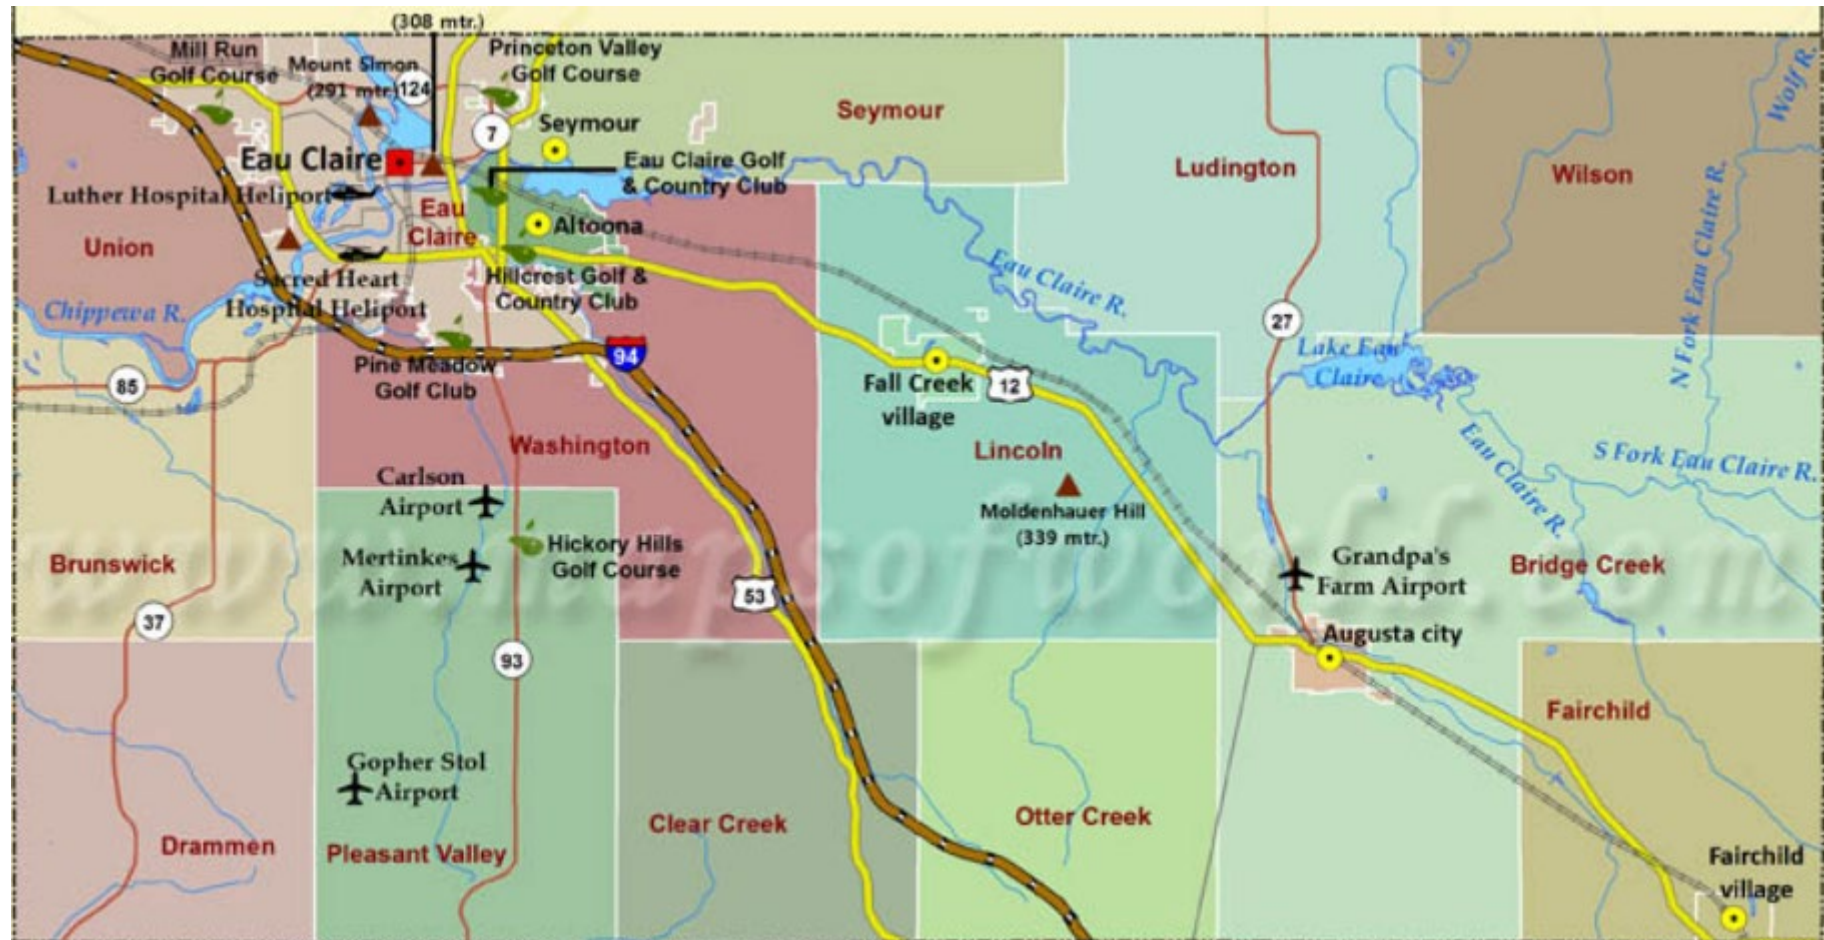 (308 mtr.)
Mill Run
Golf Course
Mount Simon
(291 mtr.)
124
Princeton Valley
Golf Course
7
Seymour
Seymour
Eau Claire
Eau Claire Golf
& Country Club
Luther Hospital Heliport
Eau
Claire
Altoona
Union
Sacred Heart
Hospital Heliport
Hillcrest Golf &
Country Club
Chippewa R.
Ludington
Wilson
Wolf R.
N Fork Eau Claire R.
Eau Claire R.
27
Lake Eau
Claire
94
85
Pine Meadow
Golf Club
Fall Creek
village
12
Washington
Lincoln
Eau Claire R.
S Fork Eau Claire R.
Carlson
Airport
Moldenhauer Hill
(339 mtr.)
Hickory Hills
Golf Course
Mertinkes
Airport
Brunswick
Grandpa's
Farm Airport
Bridge Creek
www.mapsofworld.com
53
37
Augusta city
93
Fairchild
Gopher Stol
Airport
Drammen
Pleasant Valley
Clear Creek
Otter Creek
Fairchild
village